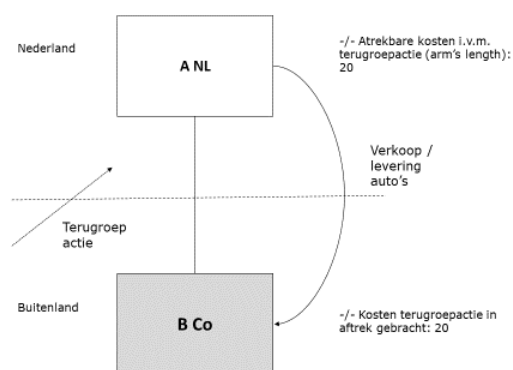 Nederland
A NL
-/- Atrekbare kosten i.v.m.
terugroepactie (arm's length):
20
Verkoop /
levering
auto's
Terugroep
actie
Buitenland
B Co
-/- Kosten terugroepactie in
aftrek gebracht: 20